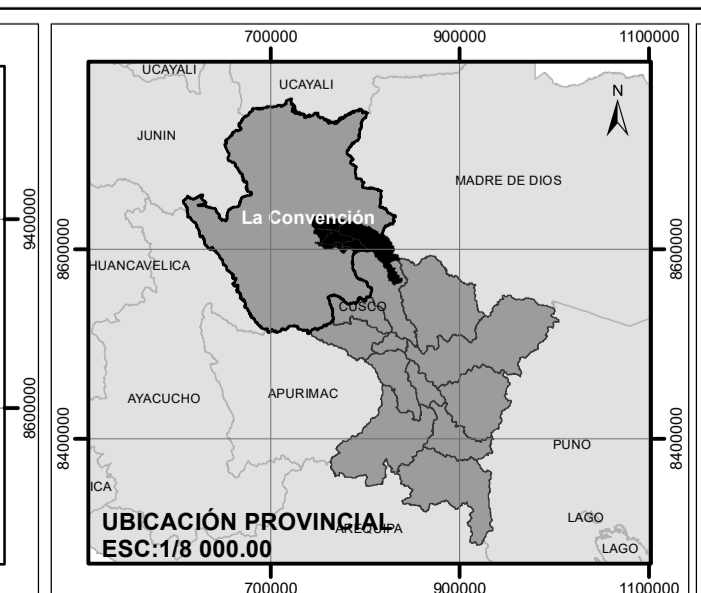 700000
900000
1100000
UCAYALI
UCAYALI
N
JUNIN
MADRE DE DIOS
9400000
La Convención
8600000
8600000
HUANCAVELICA
CUSCO
AYACUCHO
APURIMAC
8600000
8400000
8400000
PUNO
ICA
LAGO
UBICACIÓN PROVINCIAL
AREQUIPA
ESC:1/8 000.00
LAGO
700000
900000
1100000